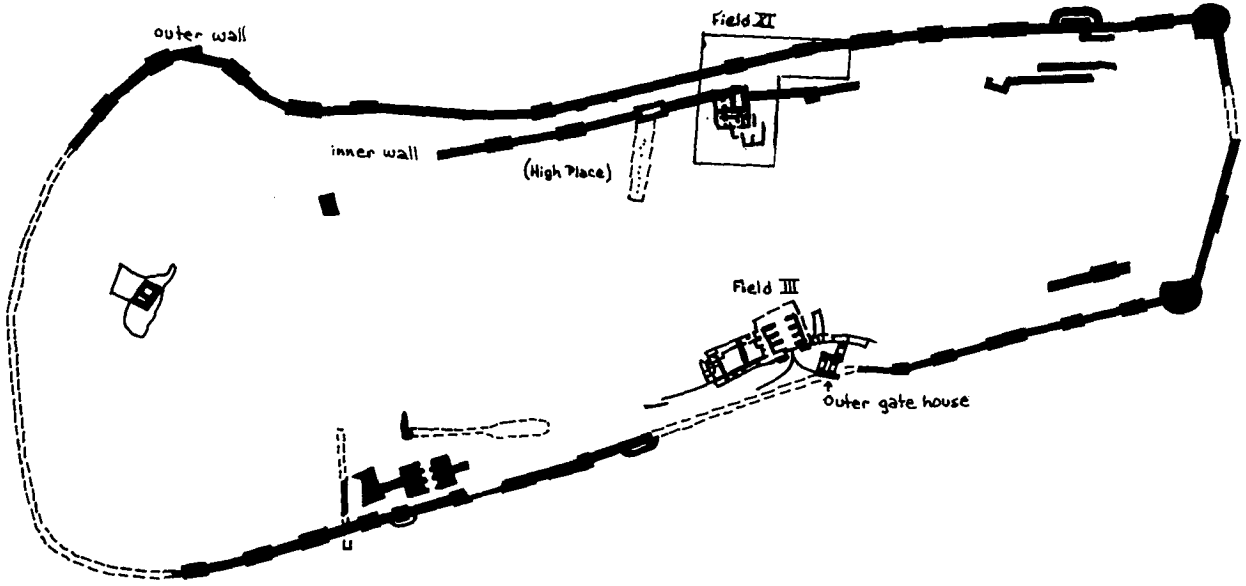 Field XI
outer wall
inner wall
(High Place)
Field III
Outer gate house